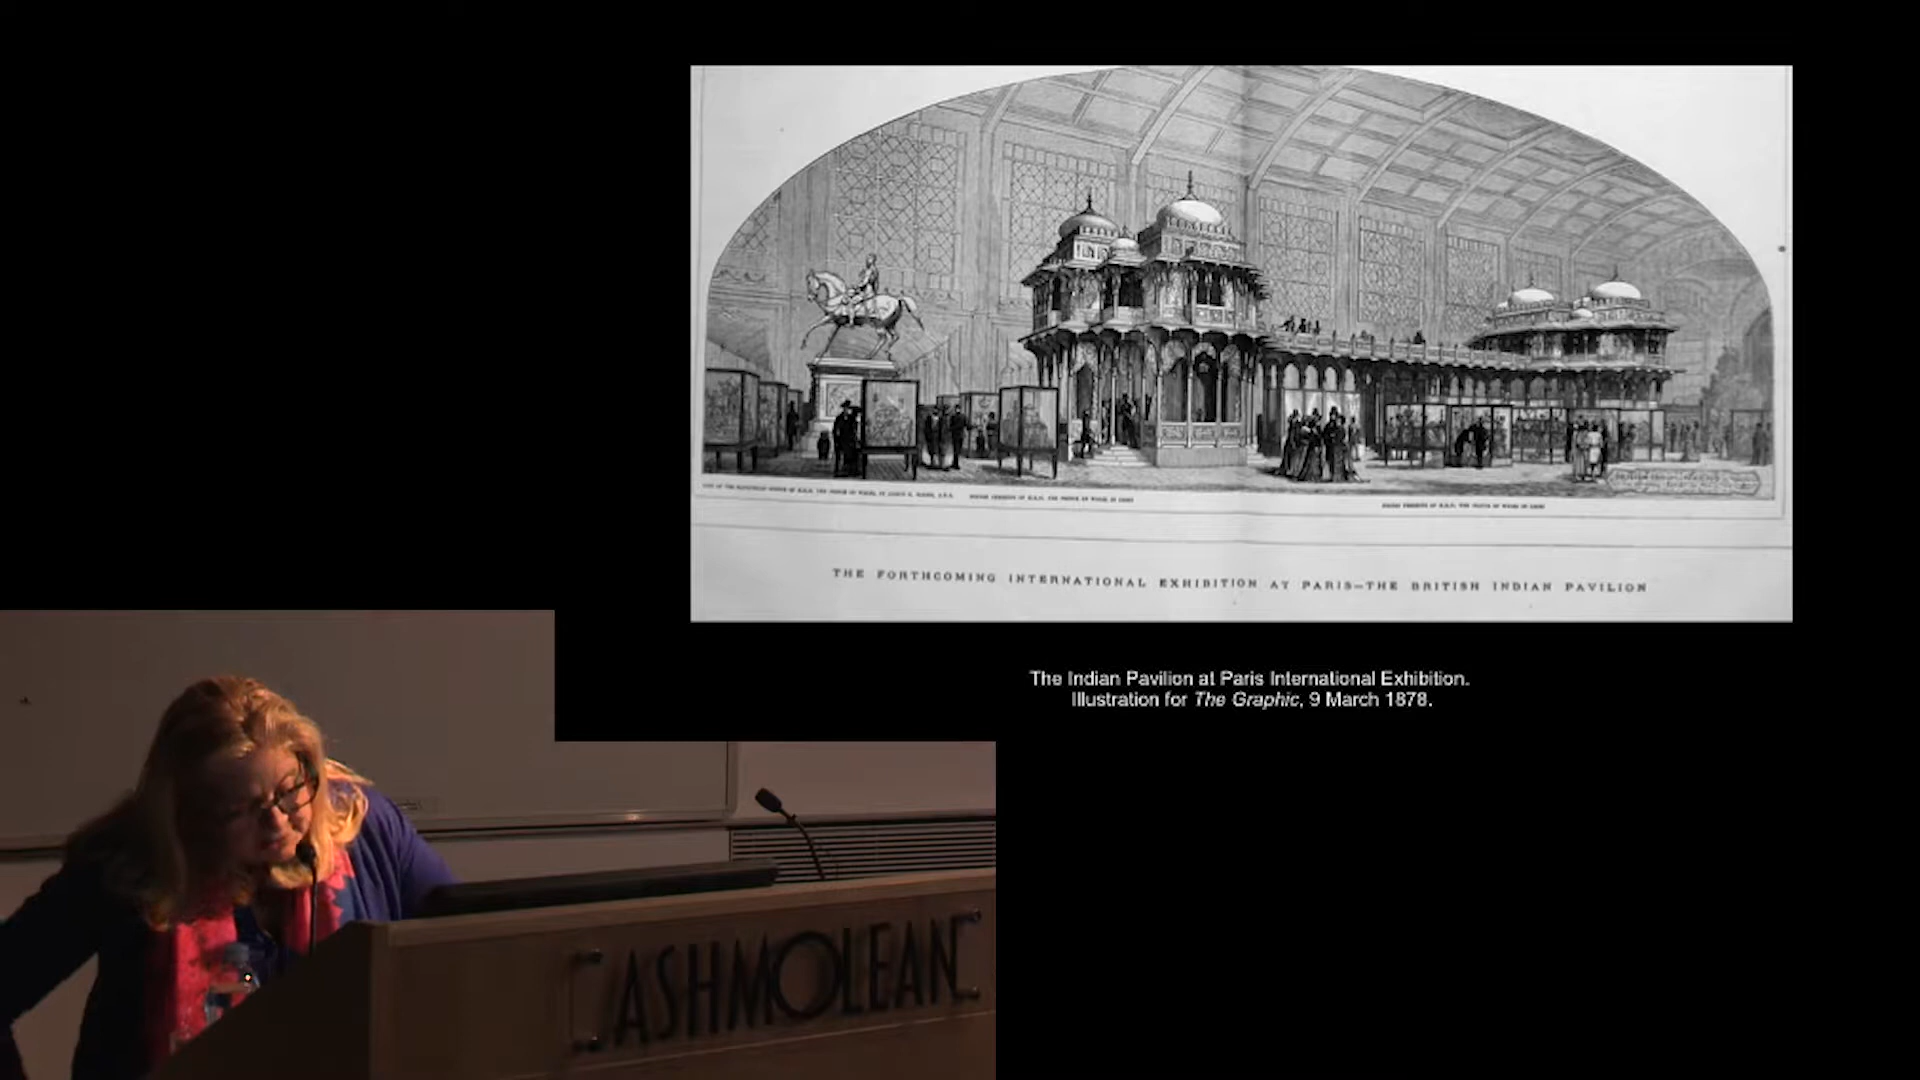 THE FORTHCOMING INTERNATIONAL EXHIBITION AT PARIS—THE BRITISH INDIAN PAVILION
The Indian Pavilion at Paris International Exhibition.
Illustration for The Graphic, 9 March 1878.
ASHMOLEAN